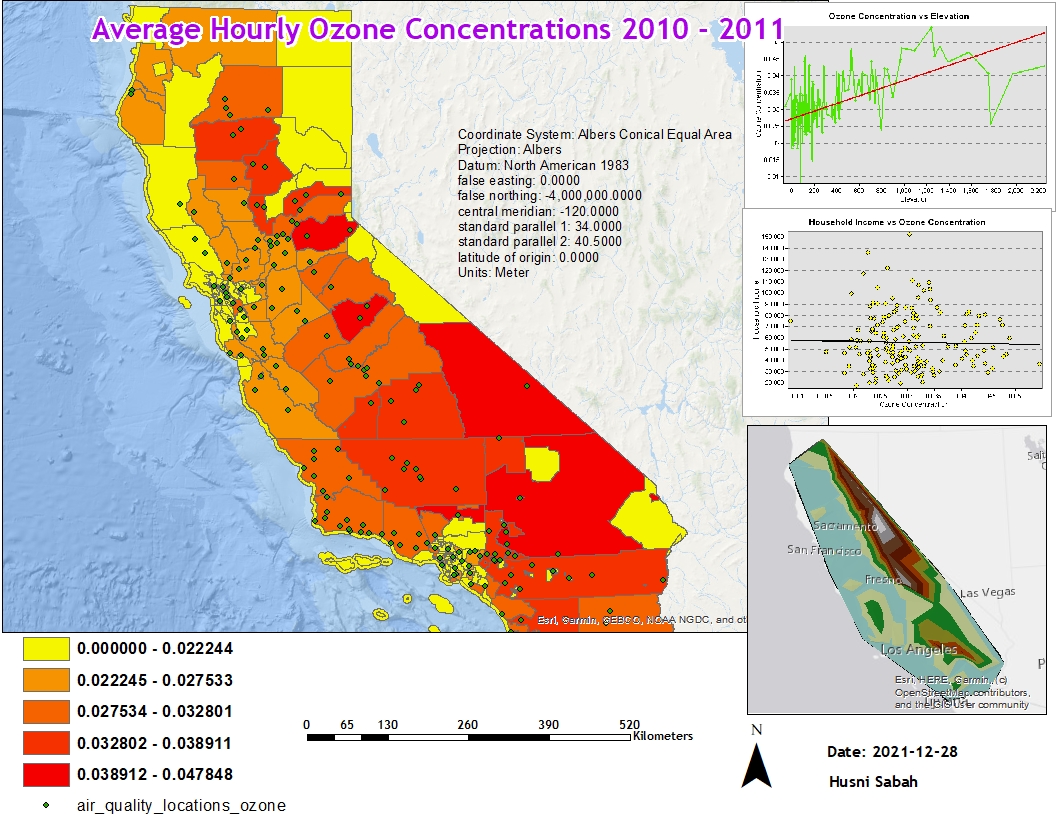 Average Hourly Ozone Concentrations 2010 - 2011
Coordinate System: Albers Conical Equal Area
Projection: Albers
Datum: North American 1983
false easting: 0.0000
false northing: -4,000,000.0000
central meridian: -120.0000
standard parallel 1: 34.0000
standard parallel 2: 40.5000
latitude of origin: 0.0000
Units: Meter
Esri, Garmin, GEBCO, NOAA NGDC, and ot
Ozone Concentration vs Elevation
0 200 400 600 800 1,000 1,200 1,400 1,600 1,800 2,000 2,200
Household Income vs Ozone Concentration
Sacramento
San Francisco
Fresno
Las Vegas
Los Angeles
Esri, HERE, Garmin, (c)
OpenStreetMap contributors,
and the GIS user community
0.000000 - 0.022244
0.022245 - 0.027533
0.027534 - 0.032801
0.032802 - 0.038911
0.038912 - 0.047848
air_quality_locations_ozone
0 65 130 260 390 520
Kilometers
N
Date: 2021-12-28
Husni Sabah